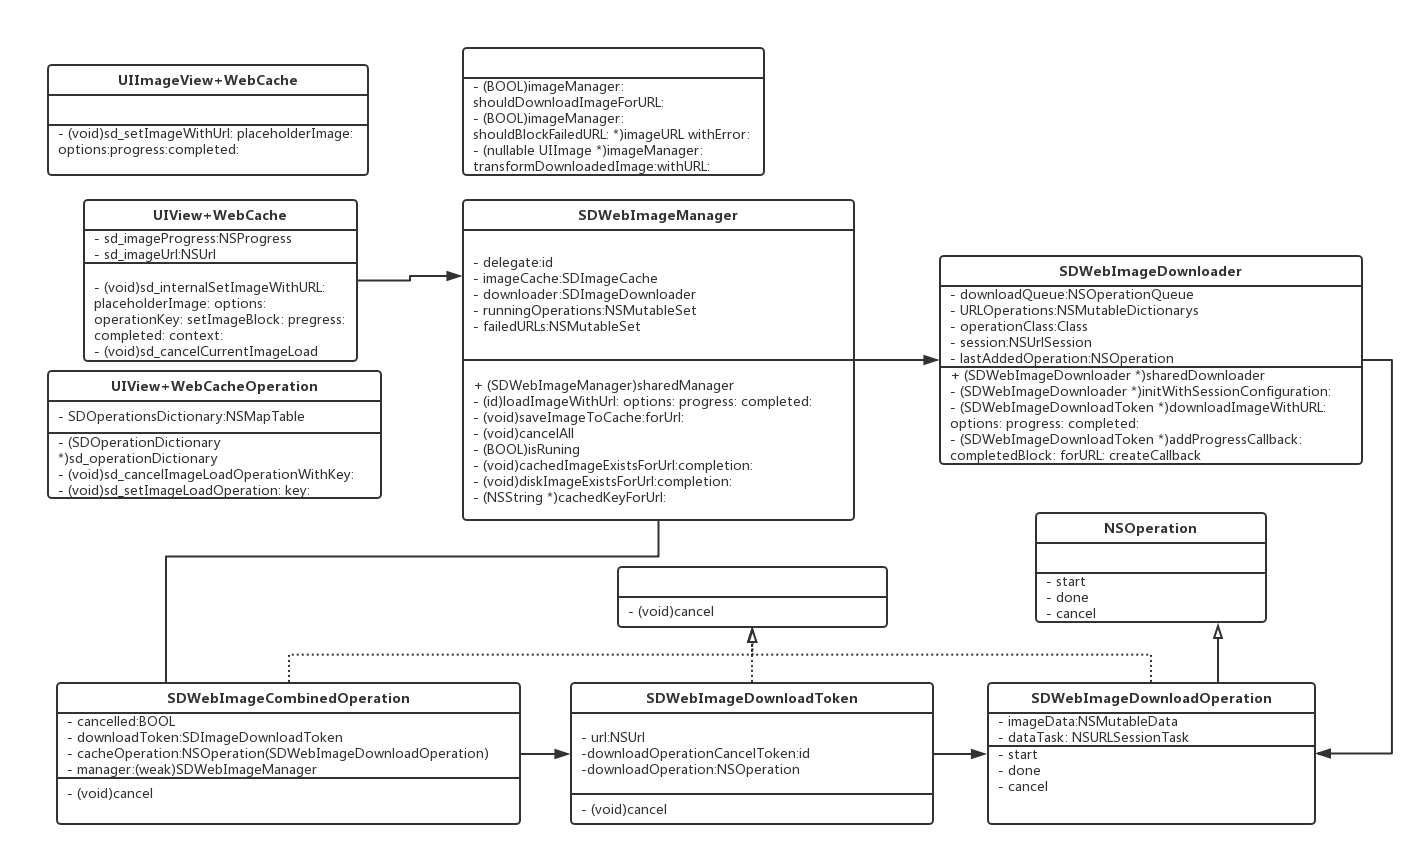 UIImageView+WebCache
- (void)sd_setImageWithUrl: placeholderImage:
options:progress:completed:
- (BOOL)imageManager:
shouldDownloadImageForURL:
- (BOOL)imageManager:
shouldBlockFailedURL: *)imageURL withError:
- (nullable UIImage *)imageManager:
transformDownloadedImage:withURL:
UIView+WebCache
- sd_imageProgress:NSProgress
- sd_imageUrl:NSUrl
- (void)sd_internalSetImageWithURL:
placeholderImage: options:
operationKey: setImageBlock: pregress:
completed: context:
- (void)sd_cancelCurrentImageLoad
SDWebImageManager
- delegate:id
- imageCache:SDImageCache
- downloader:SDImageDownloader
- runningOperations:NSMutableSet
- failedURLs:NSMutableSet
+ (SDWebImageManager)sharedManager
- (id)loadImageWithUrl: options: progress: completed:
- (void)saveImageToCache:forUrl:
- (void)cancelAll
- (BOOL)isRuning
- (void)cachedImageExistsForUrl:completion:
- (void)diskImageExistsForUrl:completion:
- (NSString *)cachedKeyForUrl:
SDWebImageDownloader
- downloadQueue:NSOperationQueue
- URLOperations:NSMutableDictionarys
- operationClass:Class
- session:NSUrlSession
- lastAddedOperation:NSOperation
+ (SDWebImageDownloader *)sharedDownloader
- (SDWebImageDownloader *)initWithSessionConfiguration:
- (SDWebImageDownloadToken *)downloadImageWithURL:
options: progress: completed:
- (SDWebImageDownloadToken *)addProgressCallback:
completedBlock: forURL: createCallback
UIView+WebCacheOperation
- SDOperationsDictionary:NSMapTable
- (SDOperationDictionary
*)sd_operationDictionary
- (void)sd_cancelImageLoadOperationWithKey:
- (void)sd_setImageLoadOperation: key:
NSOperation
- start
- done
- cancel
- (void)cancel
SDWebImageCombinedOperation
- cancelled:BOOL
- downloadToken:SDImageDownloadToken
- cacheOperation:NSOperation(SDWebImageDownloadOperation)
- manager:(weak)SDWebImageManager
- (void)cancel
SDWebImageDownloadToken
- url:NSUrl
-downloadOperationCancelToken:id
-downloadOperation:NSOperation
- (void)cancel
SDWebImageDownloadOperation
- imageData:NSMutableData
- dataTask: NSURLSessionTask
- start
- done
- cancel